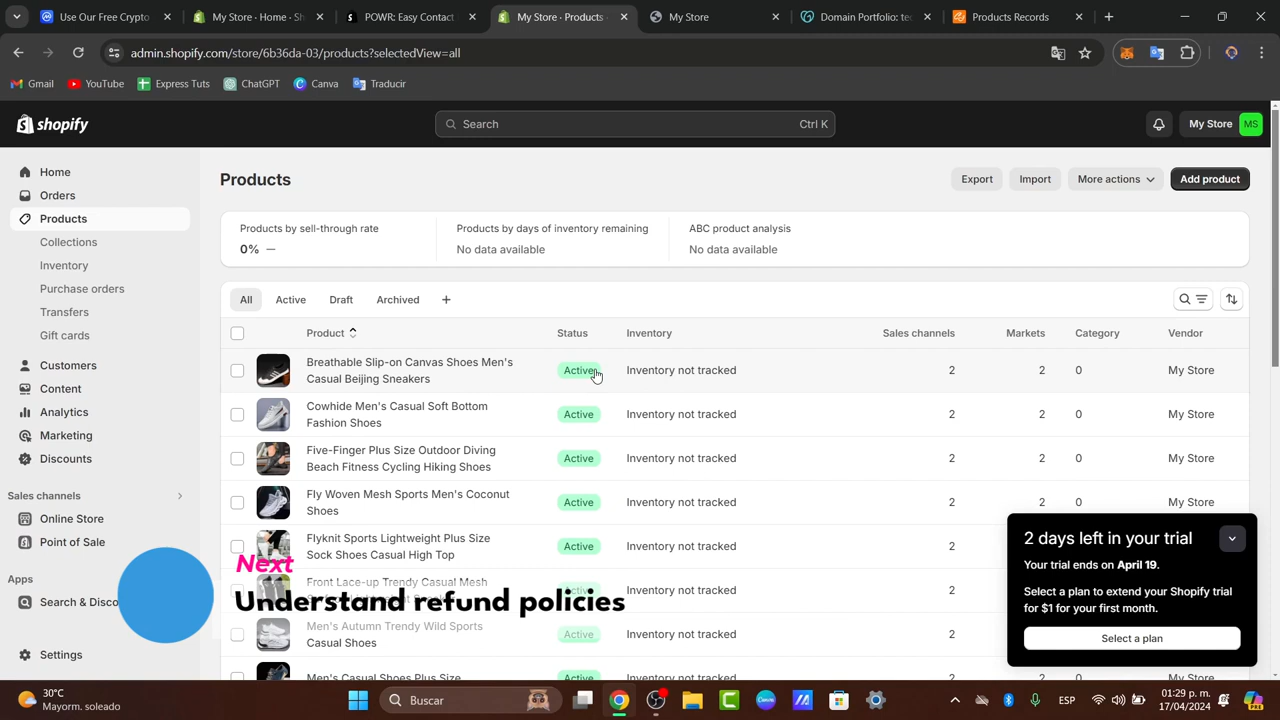 Use Our Free Crypto
My Store · Home · Sh
POWR: Easy Contact
My Store · Products ·
My Store
Domain Portfolio: te
Products Records
admin.shopify.com/store/6b36da-03/products?selectedView=all
Gmail
YouTube
Express Tuts
ChatGPT
Canva
Traducir
shopify
Search
Ctrl K
My Store
MS
Home
Orders
Products
Collections
Inventory
Purchase orders
Transfers
Gift cards
Customers
Content
Analytics
Marketing
Discounts
Sales channels
Online Store
Point of Sale
Apps
Search & Disco
Settings
Products
Export
Import
More actions
Add product
Products by sell-through rate
0% —
Products by days of inventory remaining
No data available
ABC product analysis
No data available
All
Active
Draft
Archived
+
Product
Status
Inventory
Sales channels
Markets
Category
Vendor
Breathable Slip-on Canvas Shoes Men's
Casual Beijing Sneakers
Active
Inventory not tracked
2
2
0
My Store
Cowhide Men's Casual Soft Bottom
Fashion Shoes
Active
Inventory not tracked
2
2
0
My Store
Five-Finger Plus Size Outdoor Diving
Beach Fitness Cycling Hiking Shoes
Active
Inventory not tracked
2
2
0
My Store
Fly Woven Mesh Sports Men's Coconut
Shoes
Active
Inventory not tracked
2
2
0
My Store
Flyknit Sports Lightweight Plus Size
Sock Shoes Casual High Top
Active
Inventory not tracked
2
Front Lace-up Trendy Casual Mesh
Active
Inventory not tracked
2
Men's Autumn Trendy Wild Sports
Casual Shoes
Active
Inventory not tracked
2
Men's Casual Shoes Plus Size
Active
Inventory not tracked
Next
Understand refund policies
2 days left in your trial
Your trial ends on April 19.
Select a plan to extend your Shopify trial
for $1 for your first month.
Select a plan
30°C
Mayorm. soleado
Buscar
ESP
01:29 p. m.
17/04/2024